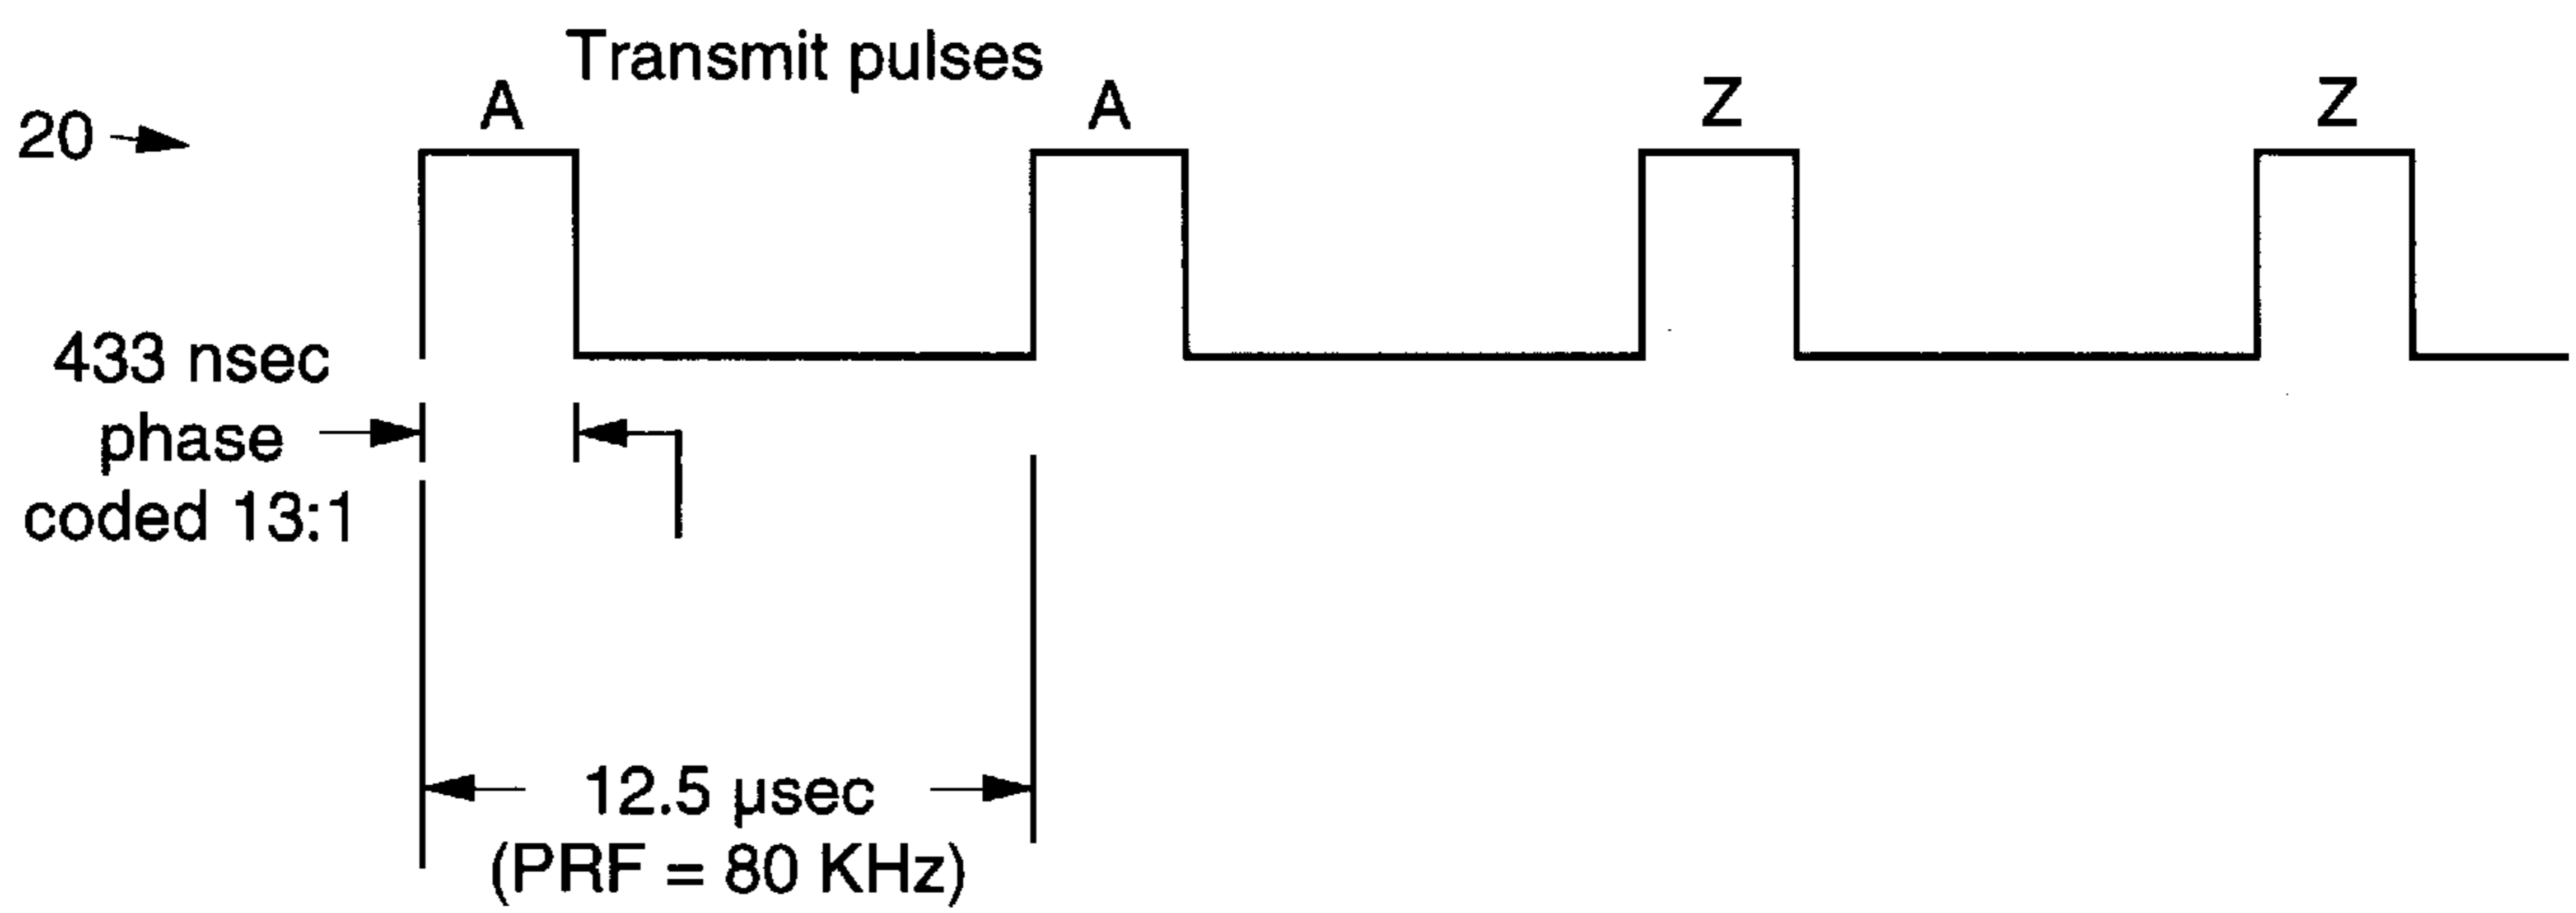 Transmit pulses
A
A
Z
Z
20
433 nsec
phase
coded 13:1
12.5 µsec
(PRF = 80 KHz)